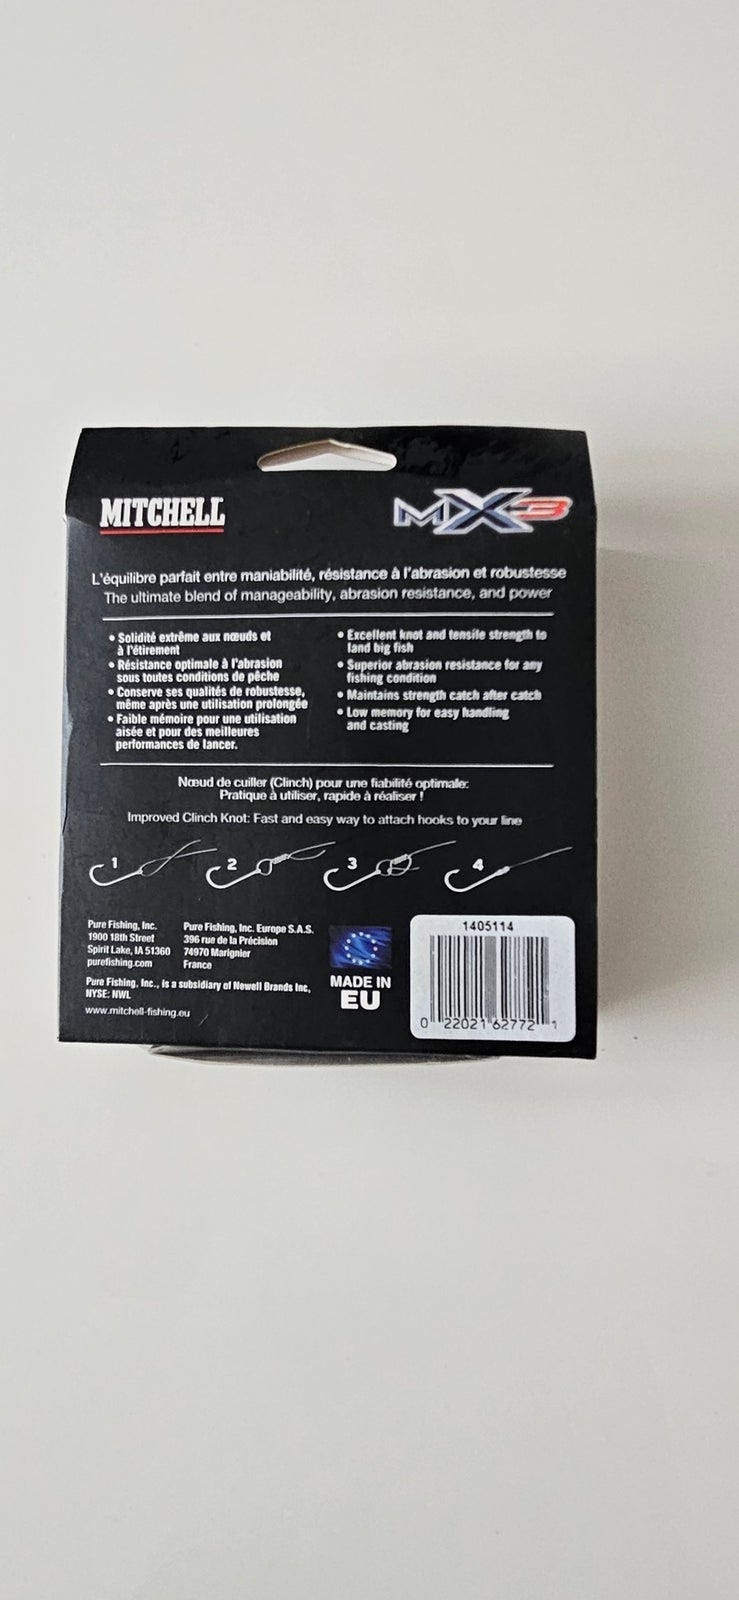 MITCHELL
MX3
L'équilibre parfait entre maniabilité, résistance à l'abrasion et robustesse
The ultimate blend of manageability, abrasion resistance, and power
• Solidité extrême aux nœuds et
à l'étirement
• Résistance optimale à l'abrasion
sous toutes conditions de pêche
• Conserve ses qualités de robustesse,
même après une utilisation prolongée
• Faible mémoire pour une utilisation
aisée et pour des meilleures
performances de lancer.
• Excellent knot and tensile strength to
land big fish
• Superior abrasion resistance for any
fishing condition
• Maintains strength catch after catch
• Low memory for easy handling
and casting
Nœud de cuiller (Clinch) pour une fiabilité optimale:
Pratique à utiliser, rapide à réaliser !
Improved Clinch Knot: Fast and easy way to attach hooks to your line
1 2 3 4
Pure Fishing, Inc.
1900 18th Street
Spirit Lake, IA 51360
purefishing.com
Pure Fishing, Inc. Europe S.A.S.
396 rue de la Précision
74970 Marignier
France
Pure Fishing, Inc., is a subsidiary of Newell Brands Inc,
NYSE: NWL
www.mitchell-fishing.eu
MADE IN
EU
1405114
0 22021 62772 1